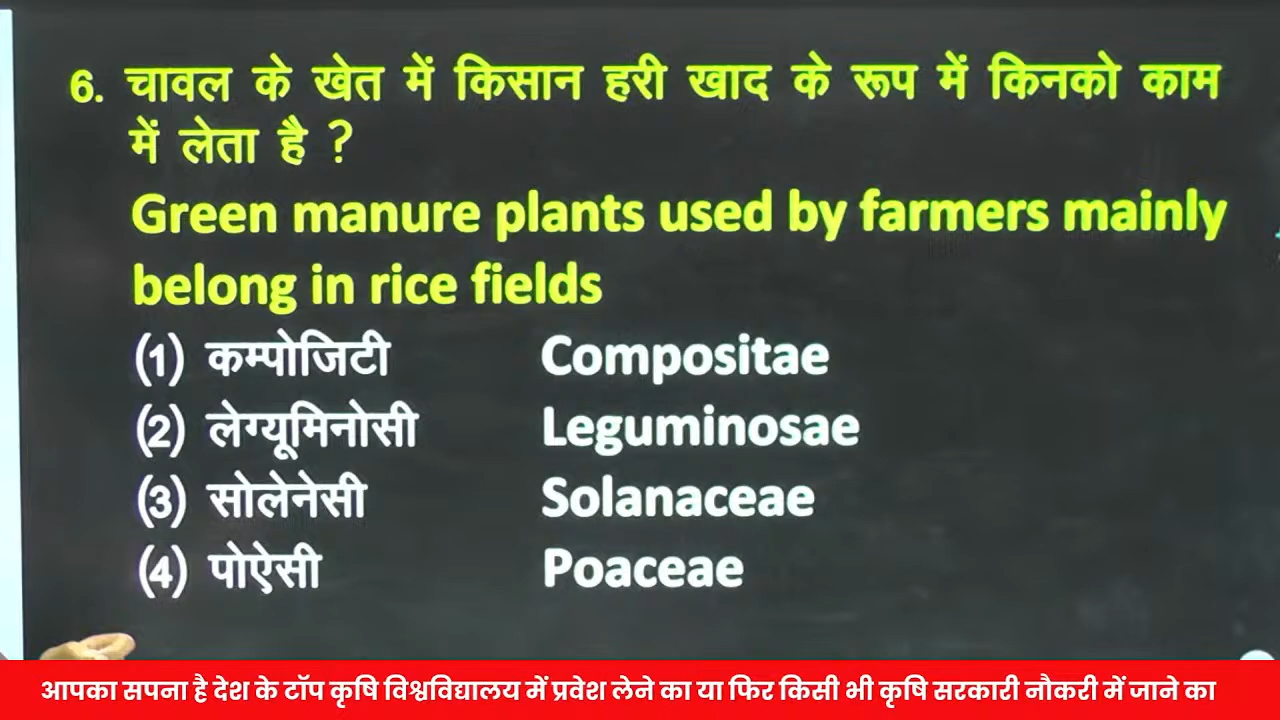 6. चावल के खेत में किसान हरी खाद के रूप में किनको काम
में लेता है ?
Green manure plants used by farmers mainly
belong in rice fields
(1) कम्पोजिटी Compositae
(2) लेग्यूमिनोसी Leguminosae
(3) सोलेनेसी Solanaceae
(4) पोऐसी Poaceae
आपका सपना है देश के टॉप कृषि विश्वविद्यालय में प्रवेश लेने का या फिर किसी भी कृषि सरकारी नौकरी में जाने का